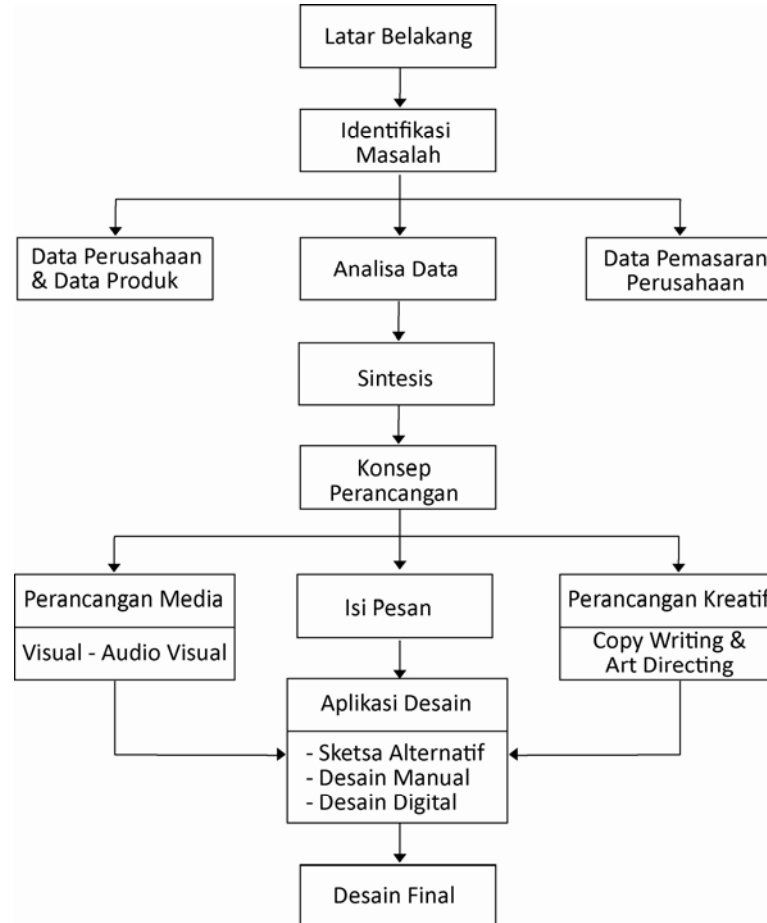 Latar Belakang
Identifikasi
Masalah
Data Perusahaan
& Data Produk
Analisa Data
Data Pemasaran
Perusahaan
Sintesis
Konsep
Perancangan
Perancangan Media
Visual - Audio Visual
Isi Pesan
Perancangan Kreatif
Copy Writing &
Art Directing
Aplikasi Desain
- Sketsa Alternatif
- Desain Manual
- Desain Digital
Desain Final